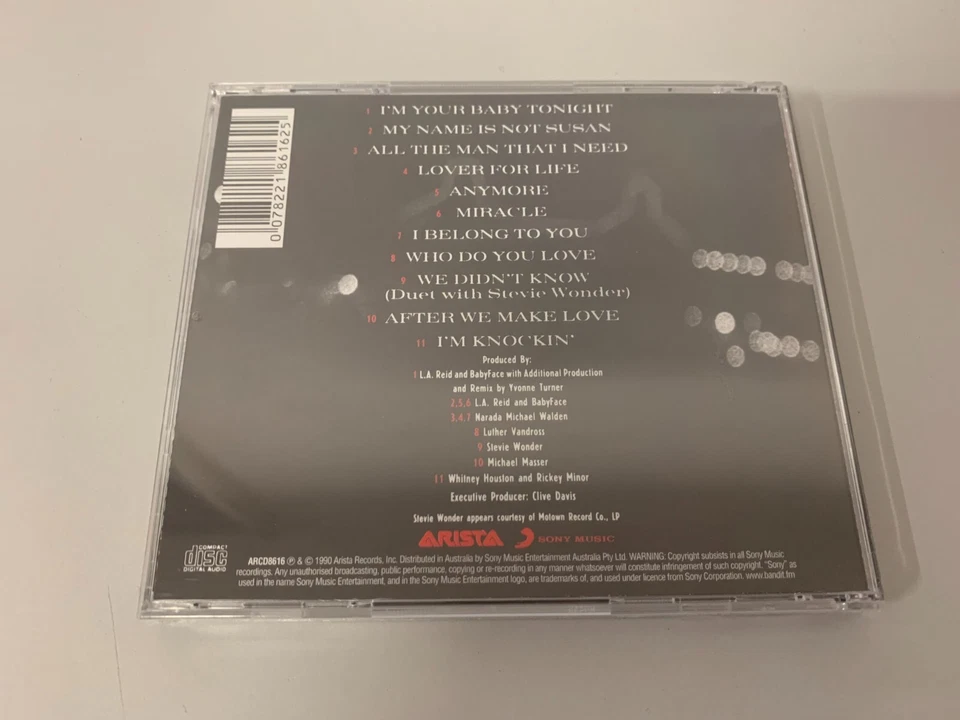 1 I'M YOUR BABY TONIGHT
2 MY NAME IS NOT SUSAN
3 ALL THE MAN THAT I NEED
4 LOVER FOR LIFE
5 ANYMORE
6 MIRACLE
7 I BELONG TO YOU
8 WHO DO YOU LOVE
9 WE DIDN'T KNOW
(Duet with Stevie Wonder)
10 AFTER WE MAKE LOVE
11 I'M KNOCKIN'
Produced By:
1 L.A. Reid and BabyFace with Additional Production
and Remix by Yvonne Turner
2,5,6 L.A. Reid and BabyFace
3,4,7 Narada Michael Walden
8 Luther Vandross
9 Stevie Wonder
10 Michael Masser
11 Whitney Houston and Rickey Minor
Executive Producer: Clive Davis
Stevie Wonder appears courtesy of Motown Record Co., LP
ARISTA SONY MUSIC
COMPACT
disc
DIGITAL AUDIO
ARCD8616 ℗ & © 1990 Arista Records, Inc. Distributed in Australia by Sony Music Entertainment Australia Pty Ltd. WARNING: Copyright subsists in all Sony Music
recordings. Any unauthorised broadcasting, public performance, copying or re-recording in any manner whatsoever will constitute infringement of such copyright. "Sony" as
used in the name Sony Music Entertainment, and in the Sony Music Entertainment logo, are trademarks of, and used under licence from Sony Corporation. www.bandit.fm
0 078221 861625